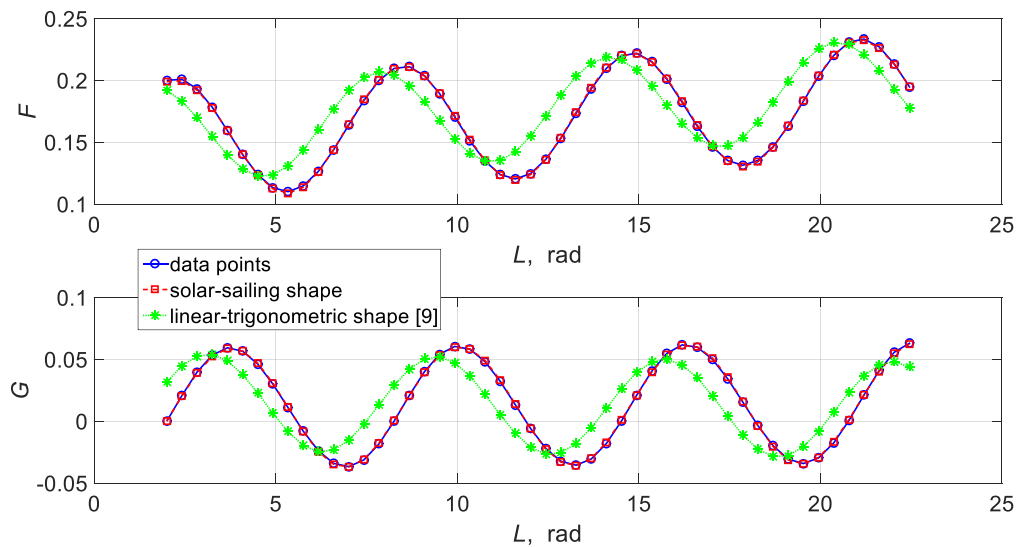 0.25
0.2
0.15
0.1
F
0 5 10 15 20 25
L, rad
data points
solar-sailing shape
linear-trigonometric shape [9]
0.1
0.05
0
-0.05
G
0 5 10 15 20 25
L, rad